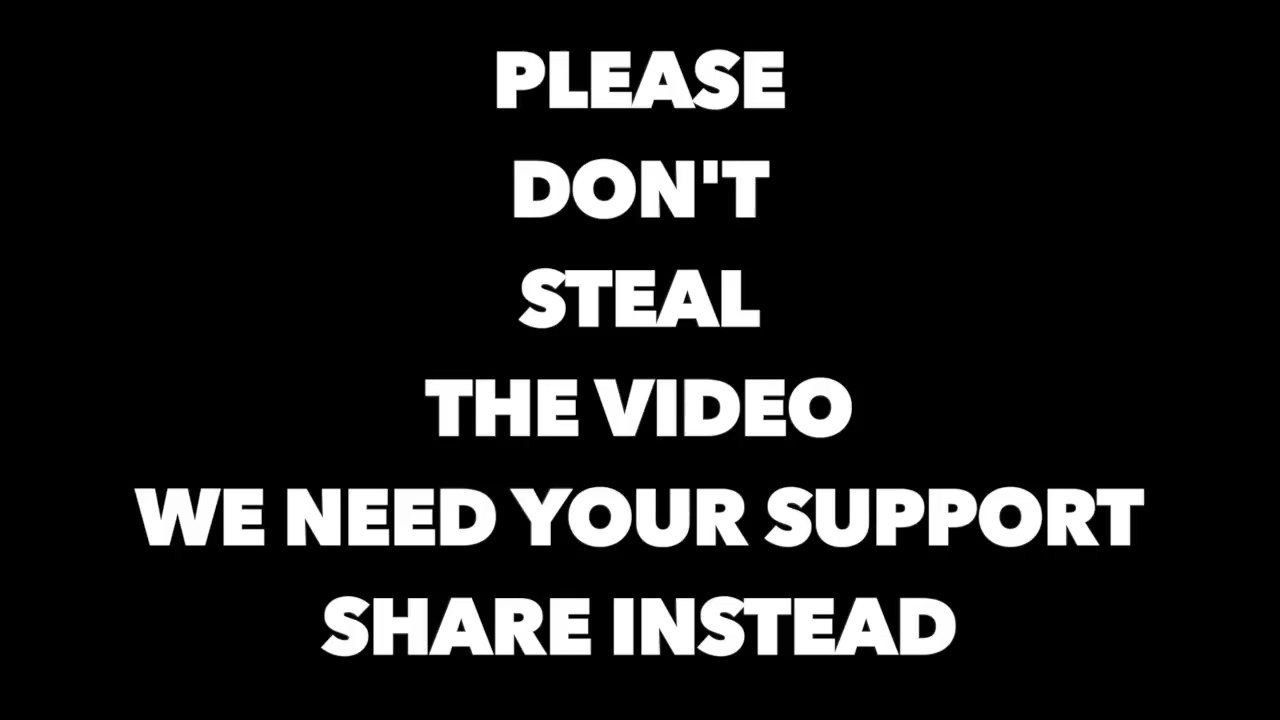 PLEASE
DON'T
STEAL
THE VIDEO
WE NEED YOUR SUPPORT
SHARE INSTEAD